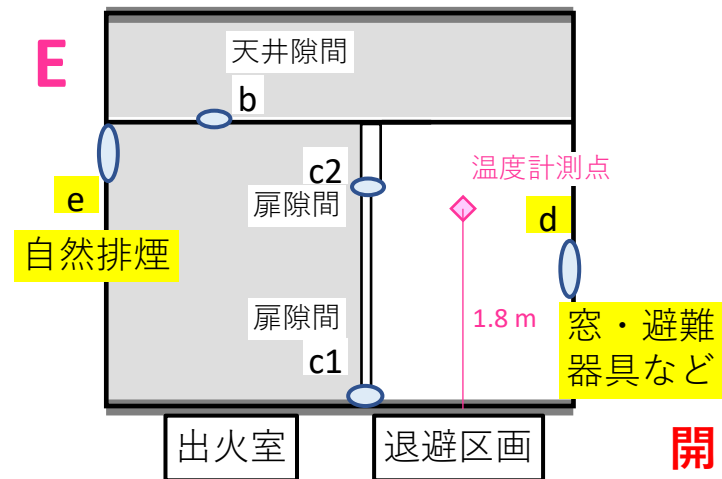 E
天井隙間
b
c2
温度計測点
e
扉隙間
d
自然排煙
扉隙間
1.8 m
窓・避難
器具など
c1
出火室
退避区画
開